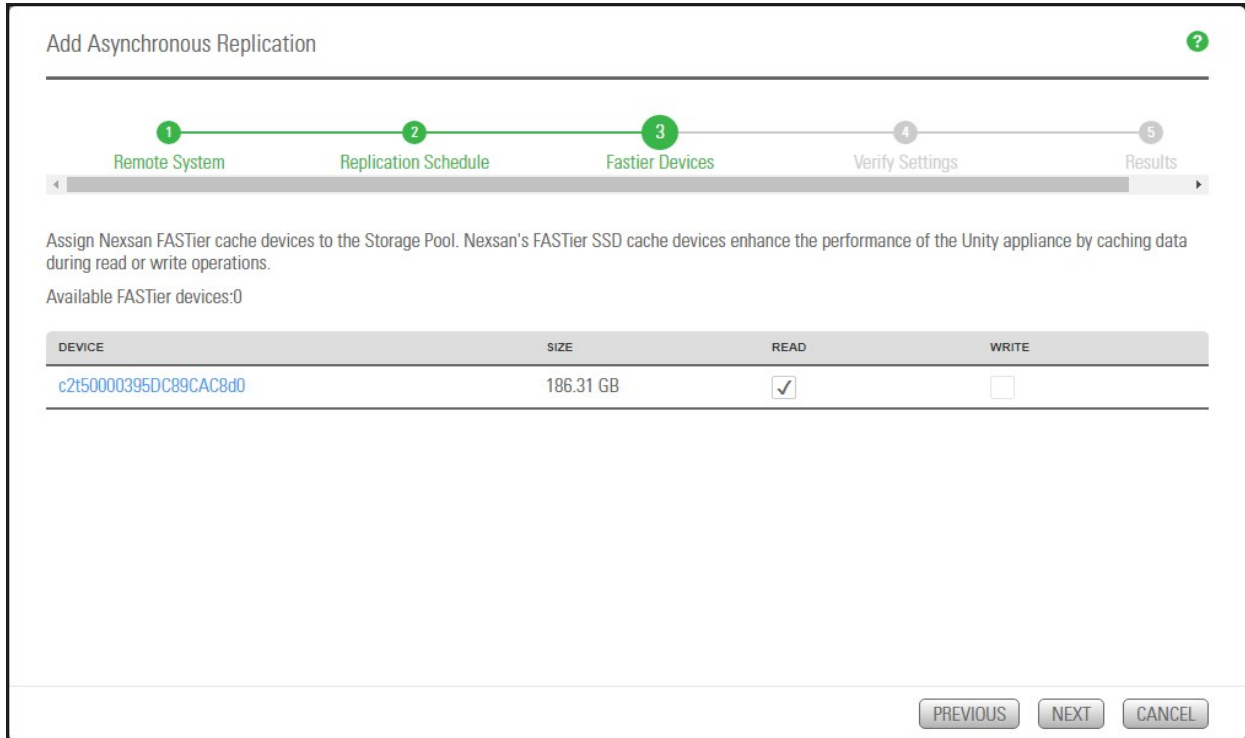 Add Asynchronous Replication
?
1
2
3
4
5
Remote System
Replication Schedule
Fastier Devices
Verify Settings
Results
Assign Nexsan FASTier cache devices to the Storage Pool. Nexsan's FASTier SSD cache devices enhance the performance of the Unity appliance by caching data
during read or write operations.
Available FASTier devices:0
DEVICE SIZE READ WRITE
c2t50000395DC89CAC8d0 186.31 GB
PREVIOUS NEXT CANCEL